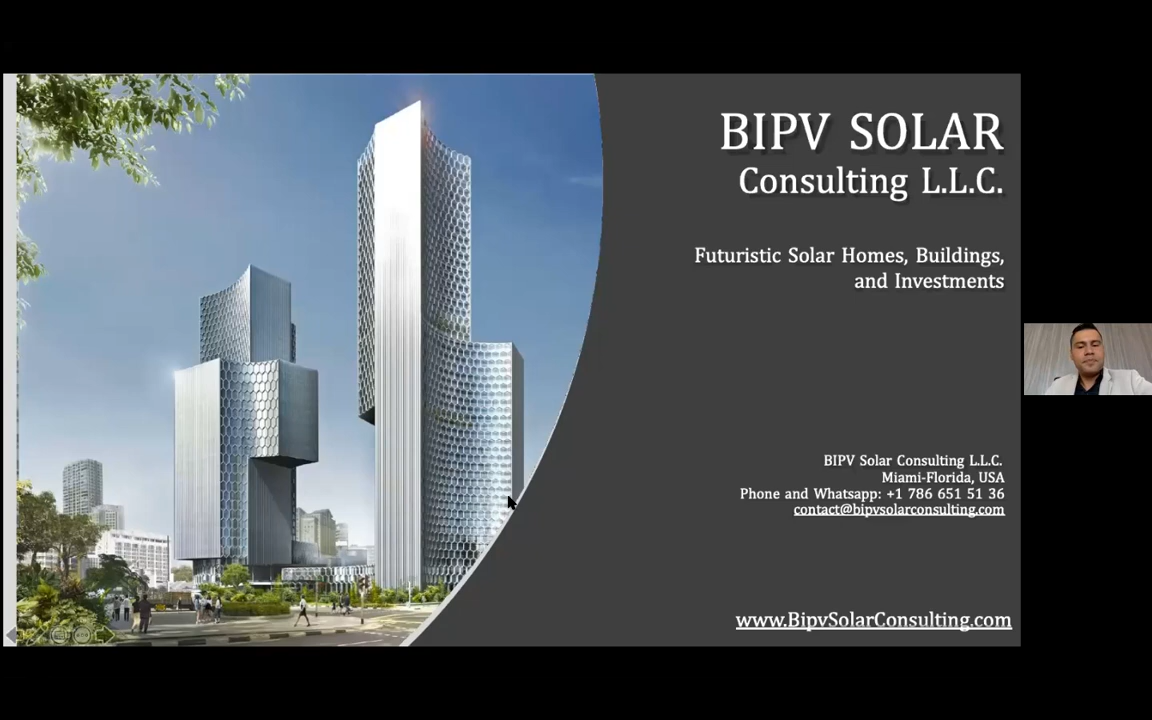 BIPV SOLAR
Consulting L.L.C.
Futuristic Solar Homes, Buildings,
and Investments
BIPV Solar Consulting L.L.C.
Miami-Florida, USA
Phone and Whatsapp: +1 786 651 51 36
contact@bipvsolarconsulting.com
www.BipvSolarConsulting.com